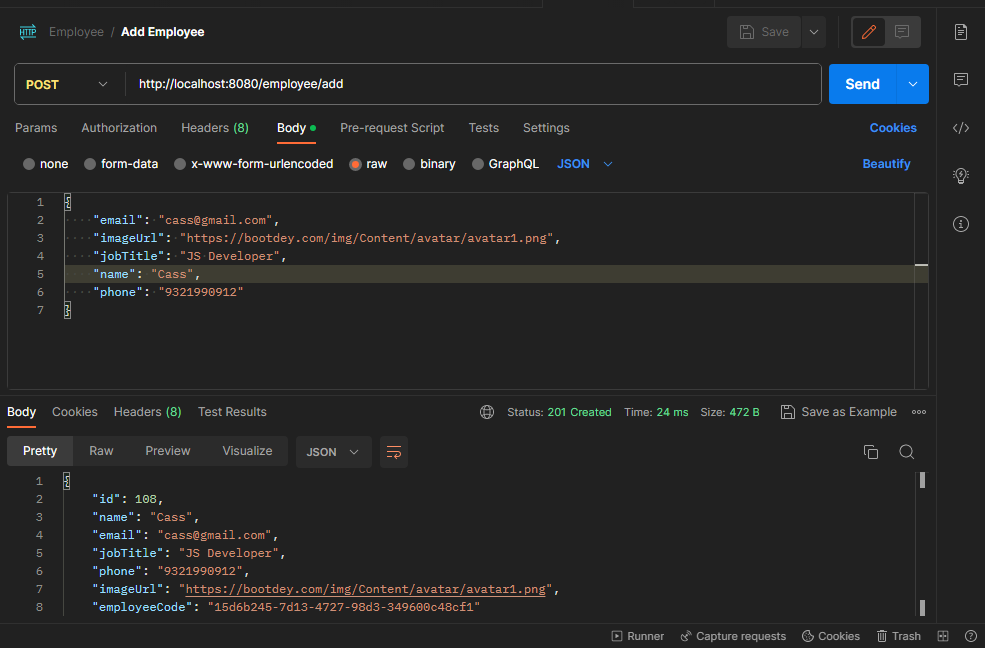 HTTP Employee / Add Employee Save
POST http://localhost:8080/employee/add Send
Params Authorization Headers (8) Body Pre-request Script Tests Settings Cookies
none form-data x-www-form-urlencoded raw binary GraphQL JSON Beautify
1 {
2 "email": "cass@gmail.com",
3 "imageUrl": "https://bootdey.com/img/Content/avatar/avatar1.png",
4 "jobTitle": "JS Developer",
5 "name": "Cass",
6 "phone": "9321990912"
7 }
Body Cookies Headers (8) Test Results Status: 201 Created Time: 24 ms Size: 472 B Save as Example
Pretty Raw Preview Visualize JSON
1 {
2 "id": 108,
3 "name": "Cass",
4 "email": "cass@gmail.com",
5 "jobTitle": "JS Developer",
6 "phone": "9321990912",
7 "imageUrl": "https://bootdey.com/img/Content/avatar/avatar1.png",
8 "employeeCode": "15d6b245-7d13-4727-98d3-349600c48cf1"
Runner Capture requests Cookies Trash